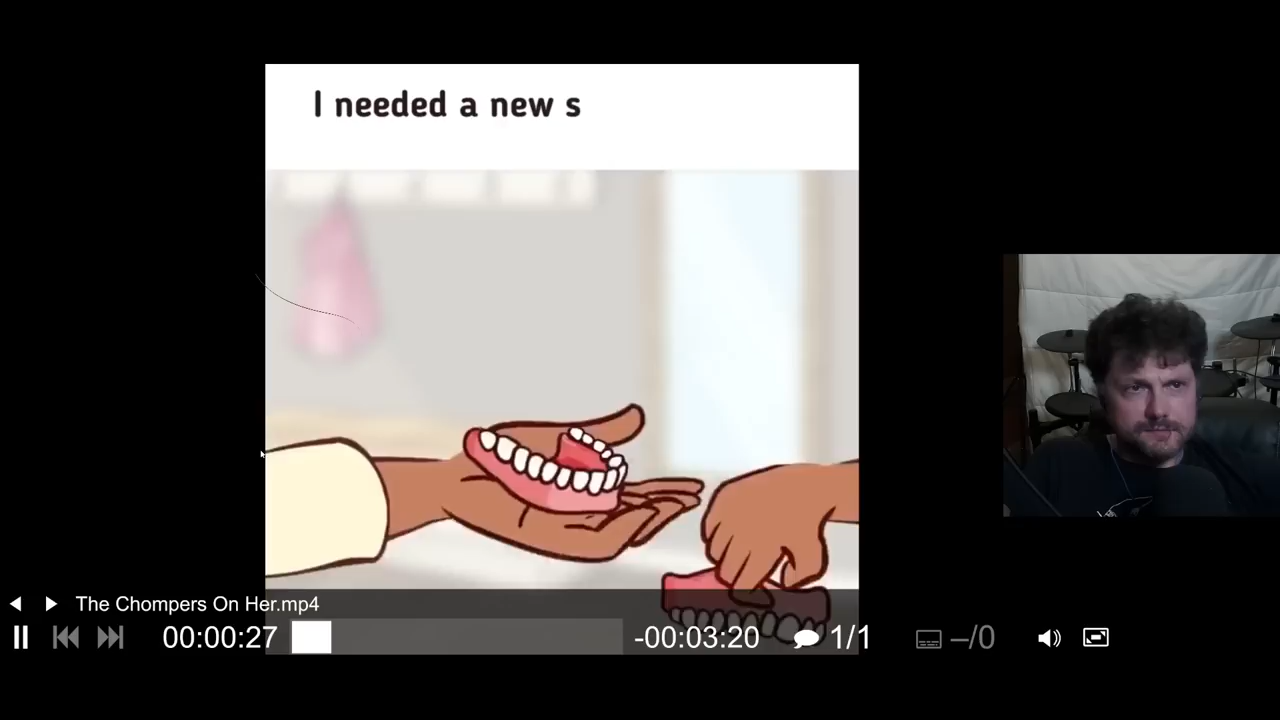 I needed a new s
The Chompers On Her.mp4
00:00:27
-00:03:20
1/1
–/0